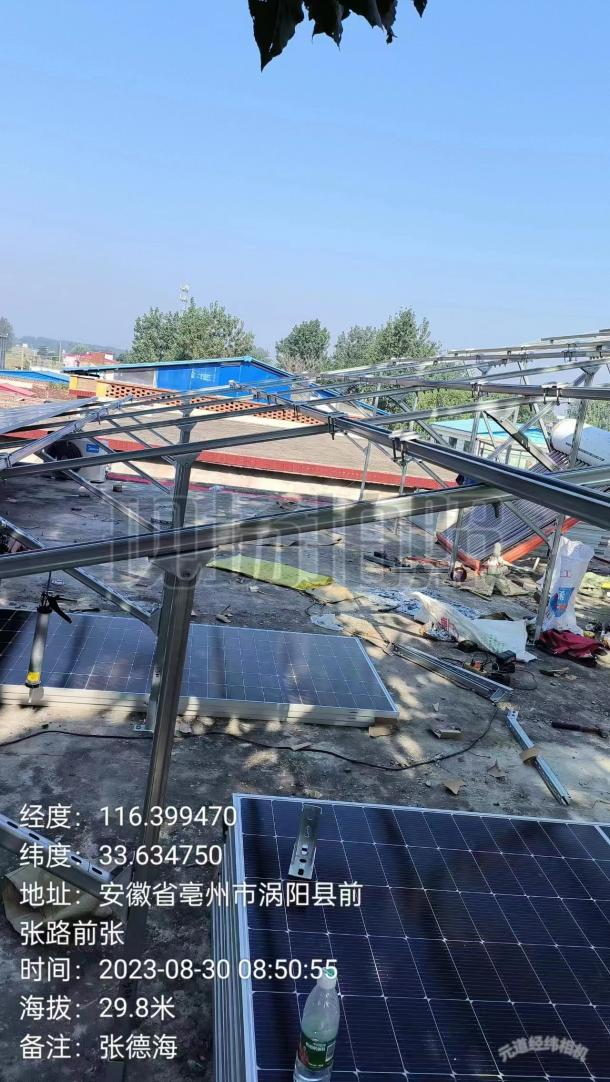 经度：116.399470
纬度：33.634750
地址：安徽省亳州市涡阳县前
张路前张
时间：2023-08-30 08:50:55
海拔：29.8米
备注：张德海
元道经纬相机